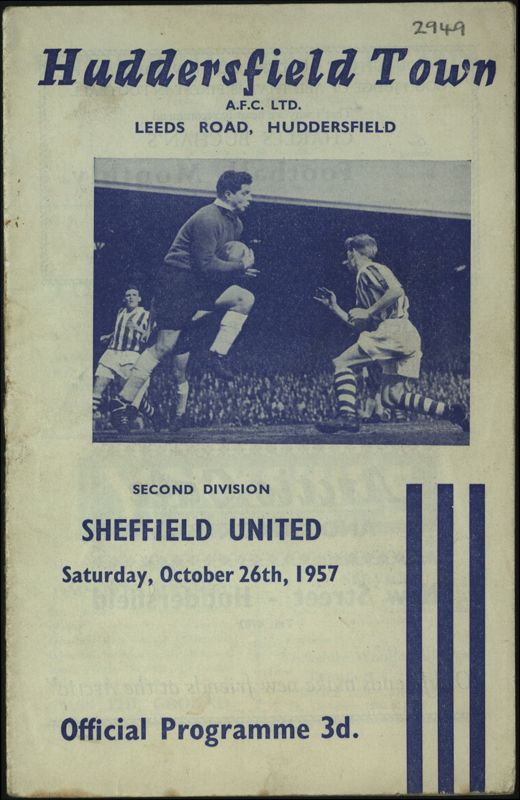 2949
Huddersfield Town
A.F.C. LTD.
LEEDS ROAD, HUDDERSFIELD
SECOND DIVISION
SHEFFIELD UNITED
Saturday, October 26th, 1957
Official Programme 3d.